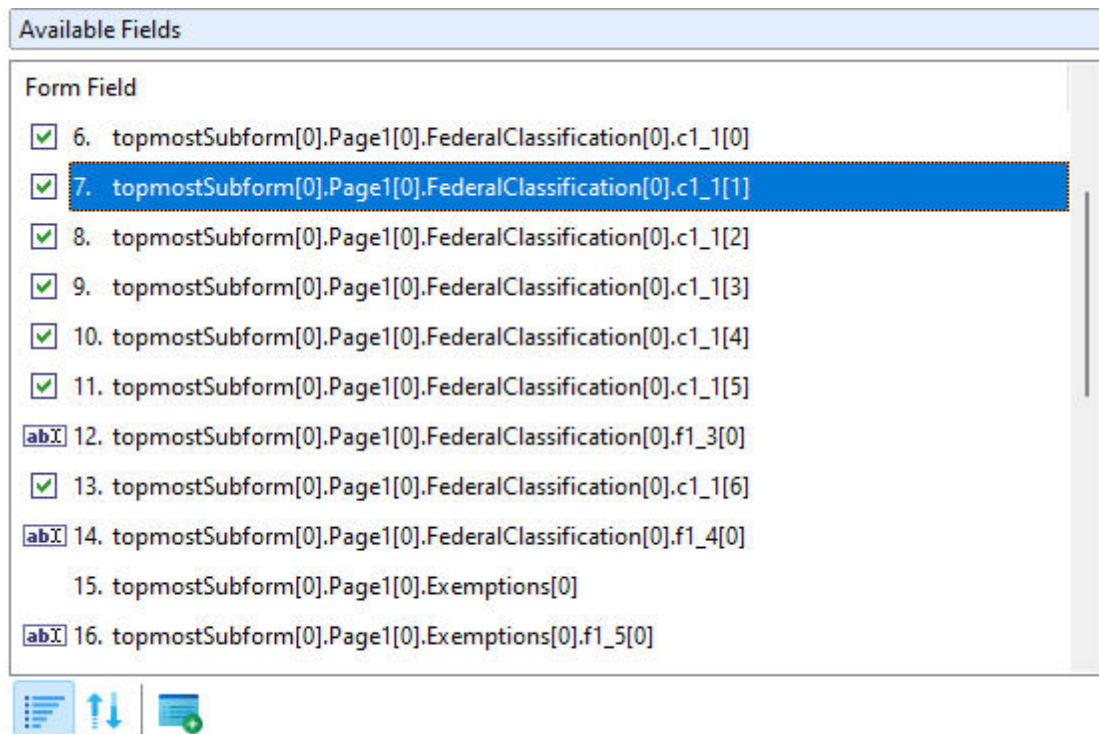 Available Fields
Form Field
6. topmostSubform[0].Page1[0].FederalClassification[0].c1_1[0]
7. topmostSubform[0].Page1[0].FederalClassification[0].c1_1[1]
8. topmostSubform[0].Page1[0].FederalClassification[0].c1_1[2]
9. topmostSubform[0].Page1[0].FederalClassification[0].c1_1[3]
10. topmostSubform[0].Page1[0].FederalClassification[0].c1_1[4]
11. topmostSubform[0].Page1[0].FederalClassification[0].c1_1[5]
abI 12. topmostSubform[0].Page1[0].FederalClassification[0].f1_3[0]
13. topmostSubform[0].Page1[0].FederalClassification[0].c1_1[6]
abI 14. topmostSubform[0].Page1[0].FederalClassification[0].f1_4[0]
15. topmostSubform[0].Page1[0].Exemptions[0]
abI 16. topmostSubform[0].Page1[0].Exemptions[0].f1_5[0]